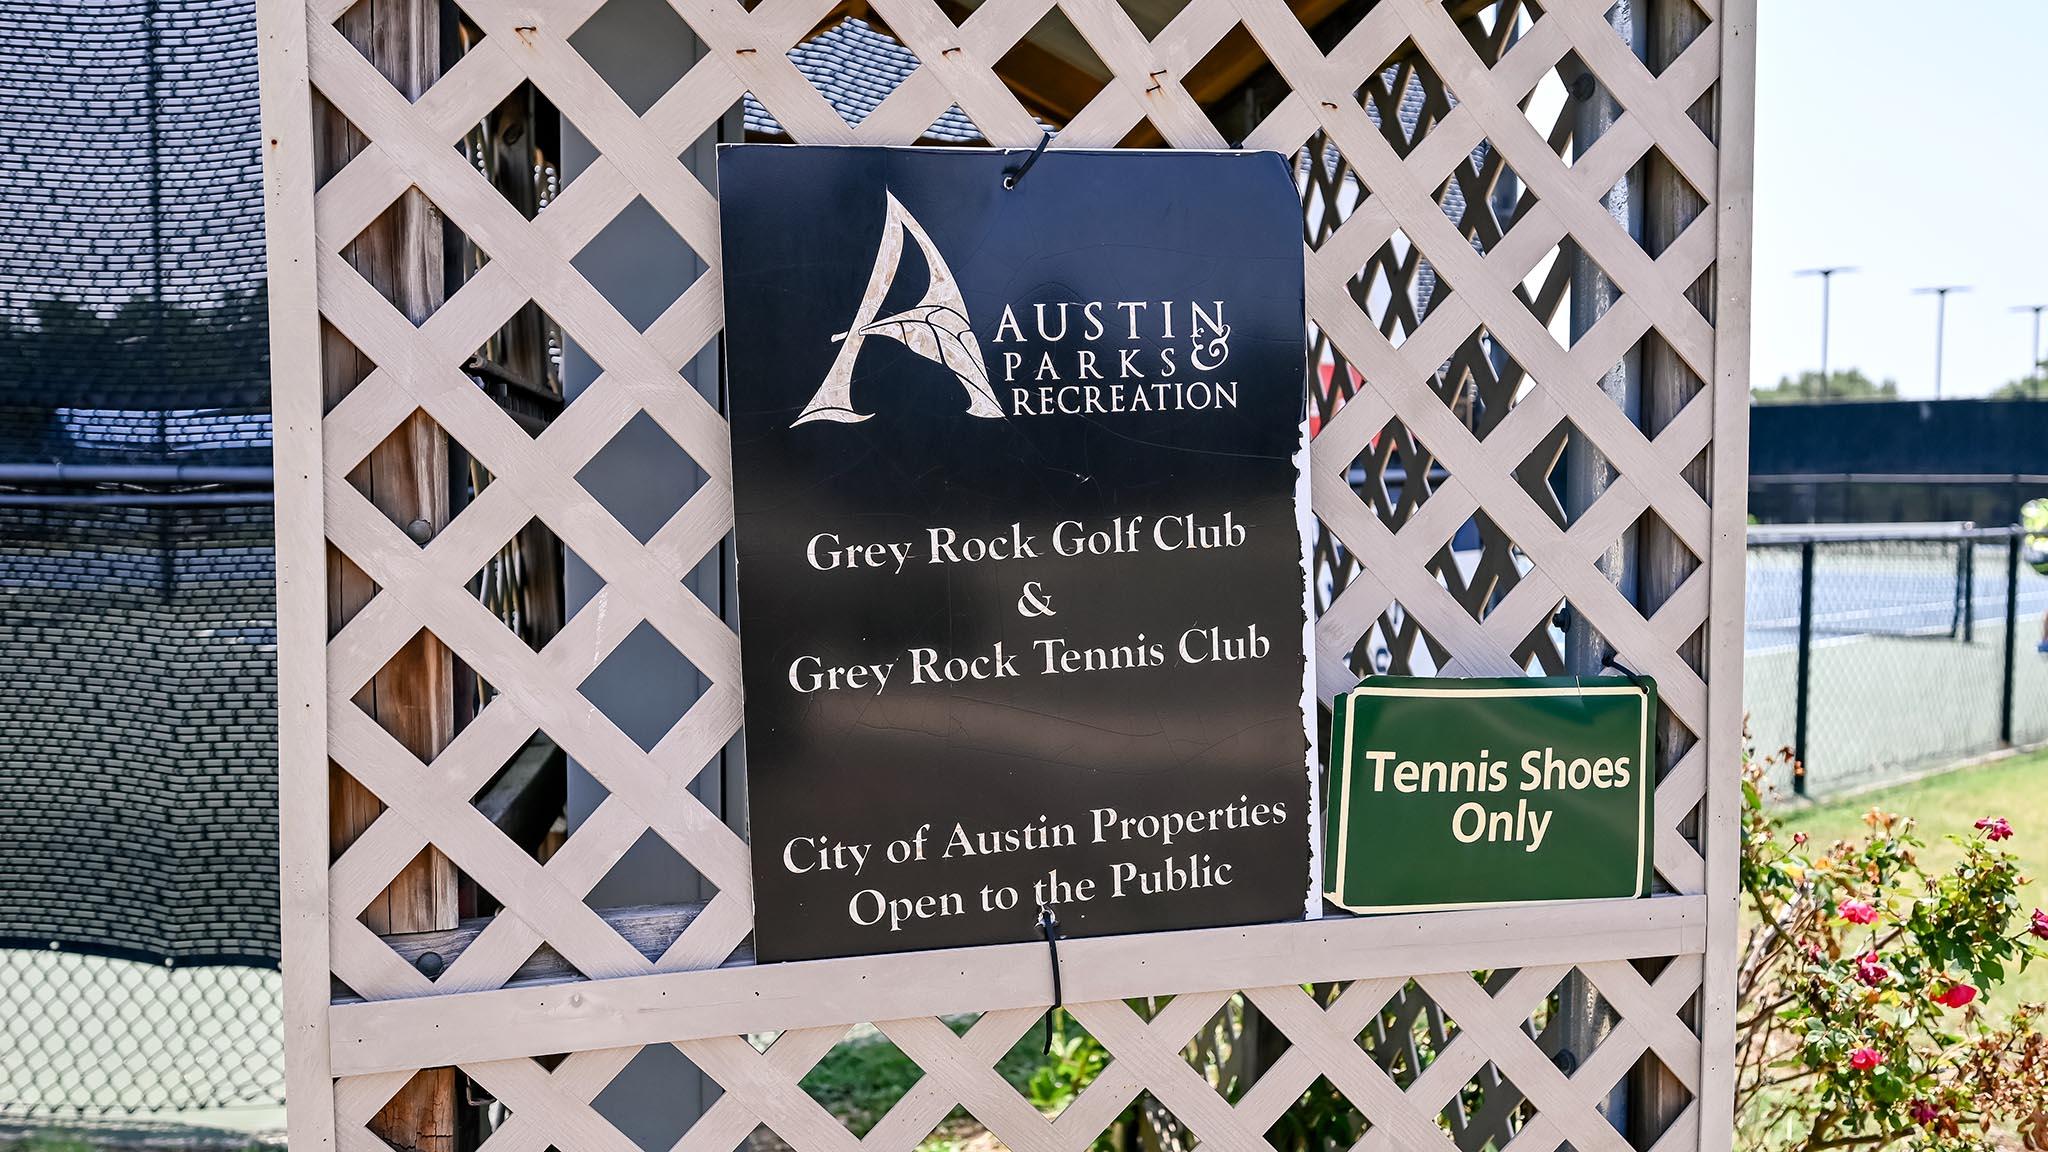 AUSTIN
PARKS &
RECREATION
Grey Rock Golf Club
&
Grey Rock Tennis Club
City of Austin Properties
Open to the Public
Tennis Shoes
Only